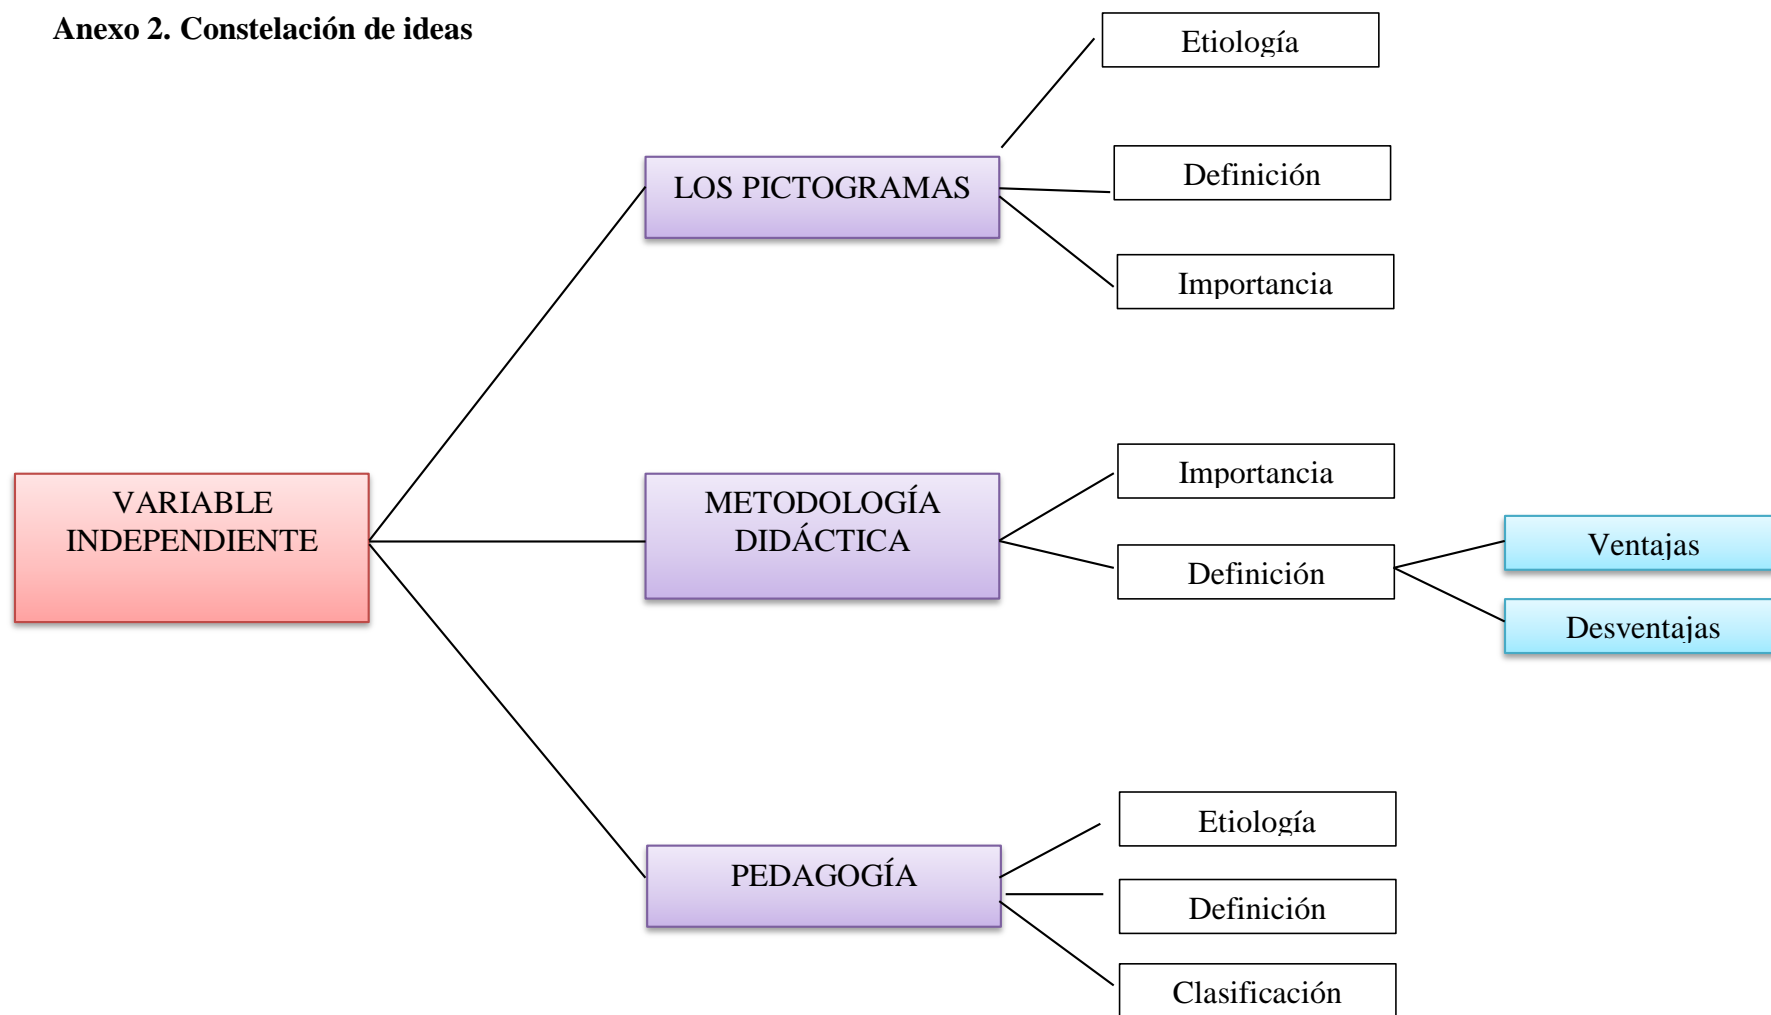 Anexo 2. Constelación de ideas
Etiología
LOS PICTOGRAMAS
Definición
Importancia
VARIABLE
INDEPENDIENTE
METODOLOGÍA
DIDÁCTICA
Importancia
Definición
Ventajas
Desventajas
PEDAGOGÍA
Etiología
Definición
Clasificación